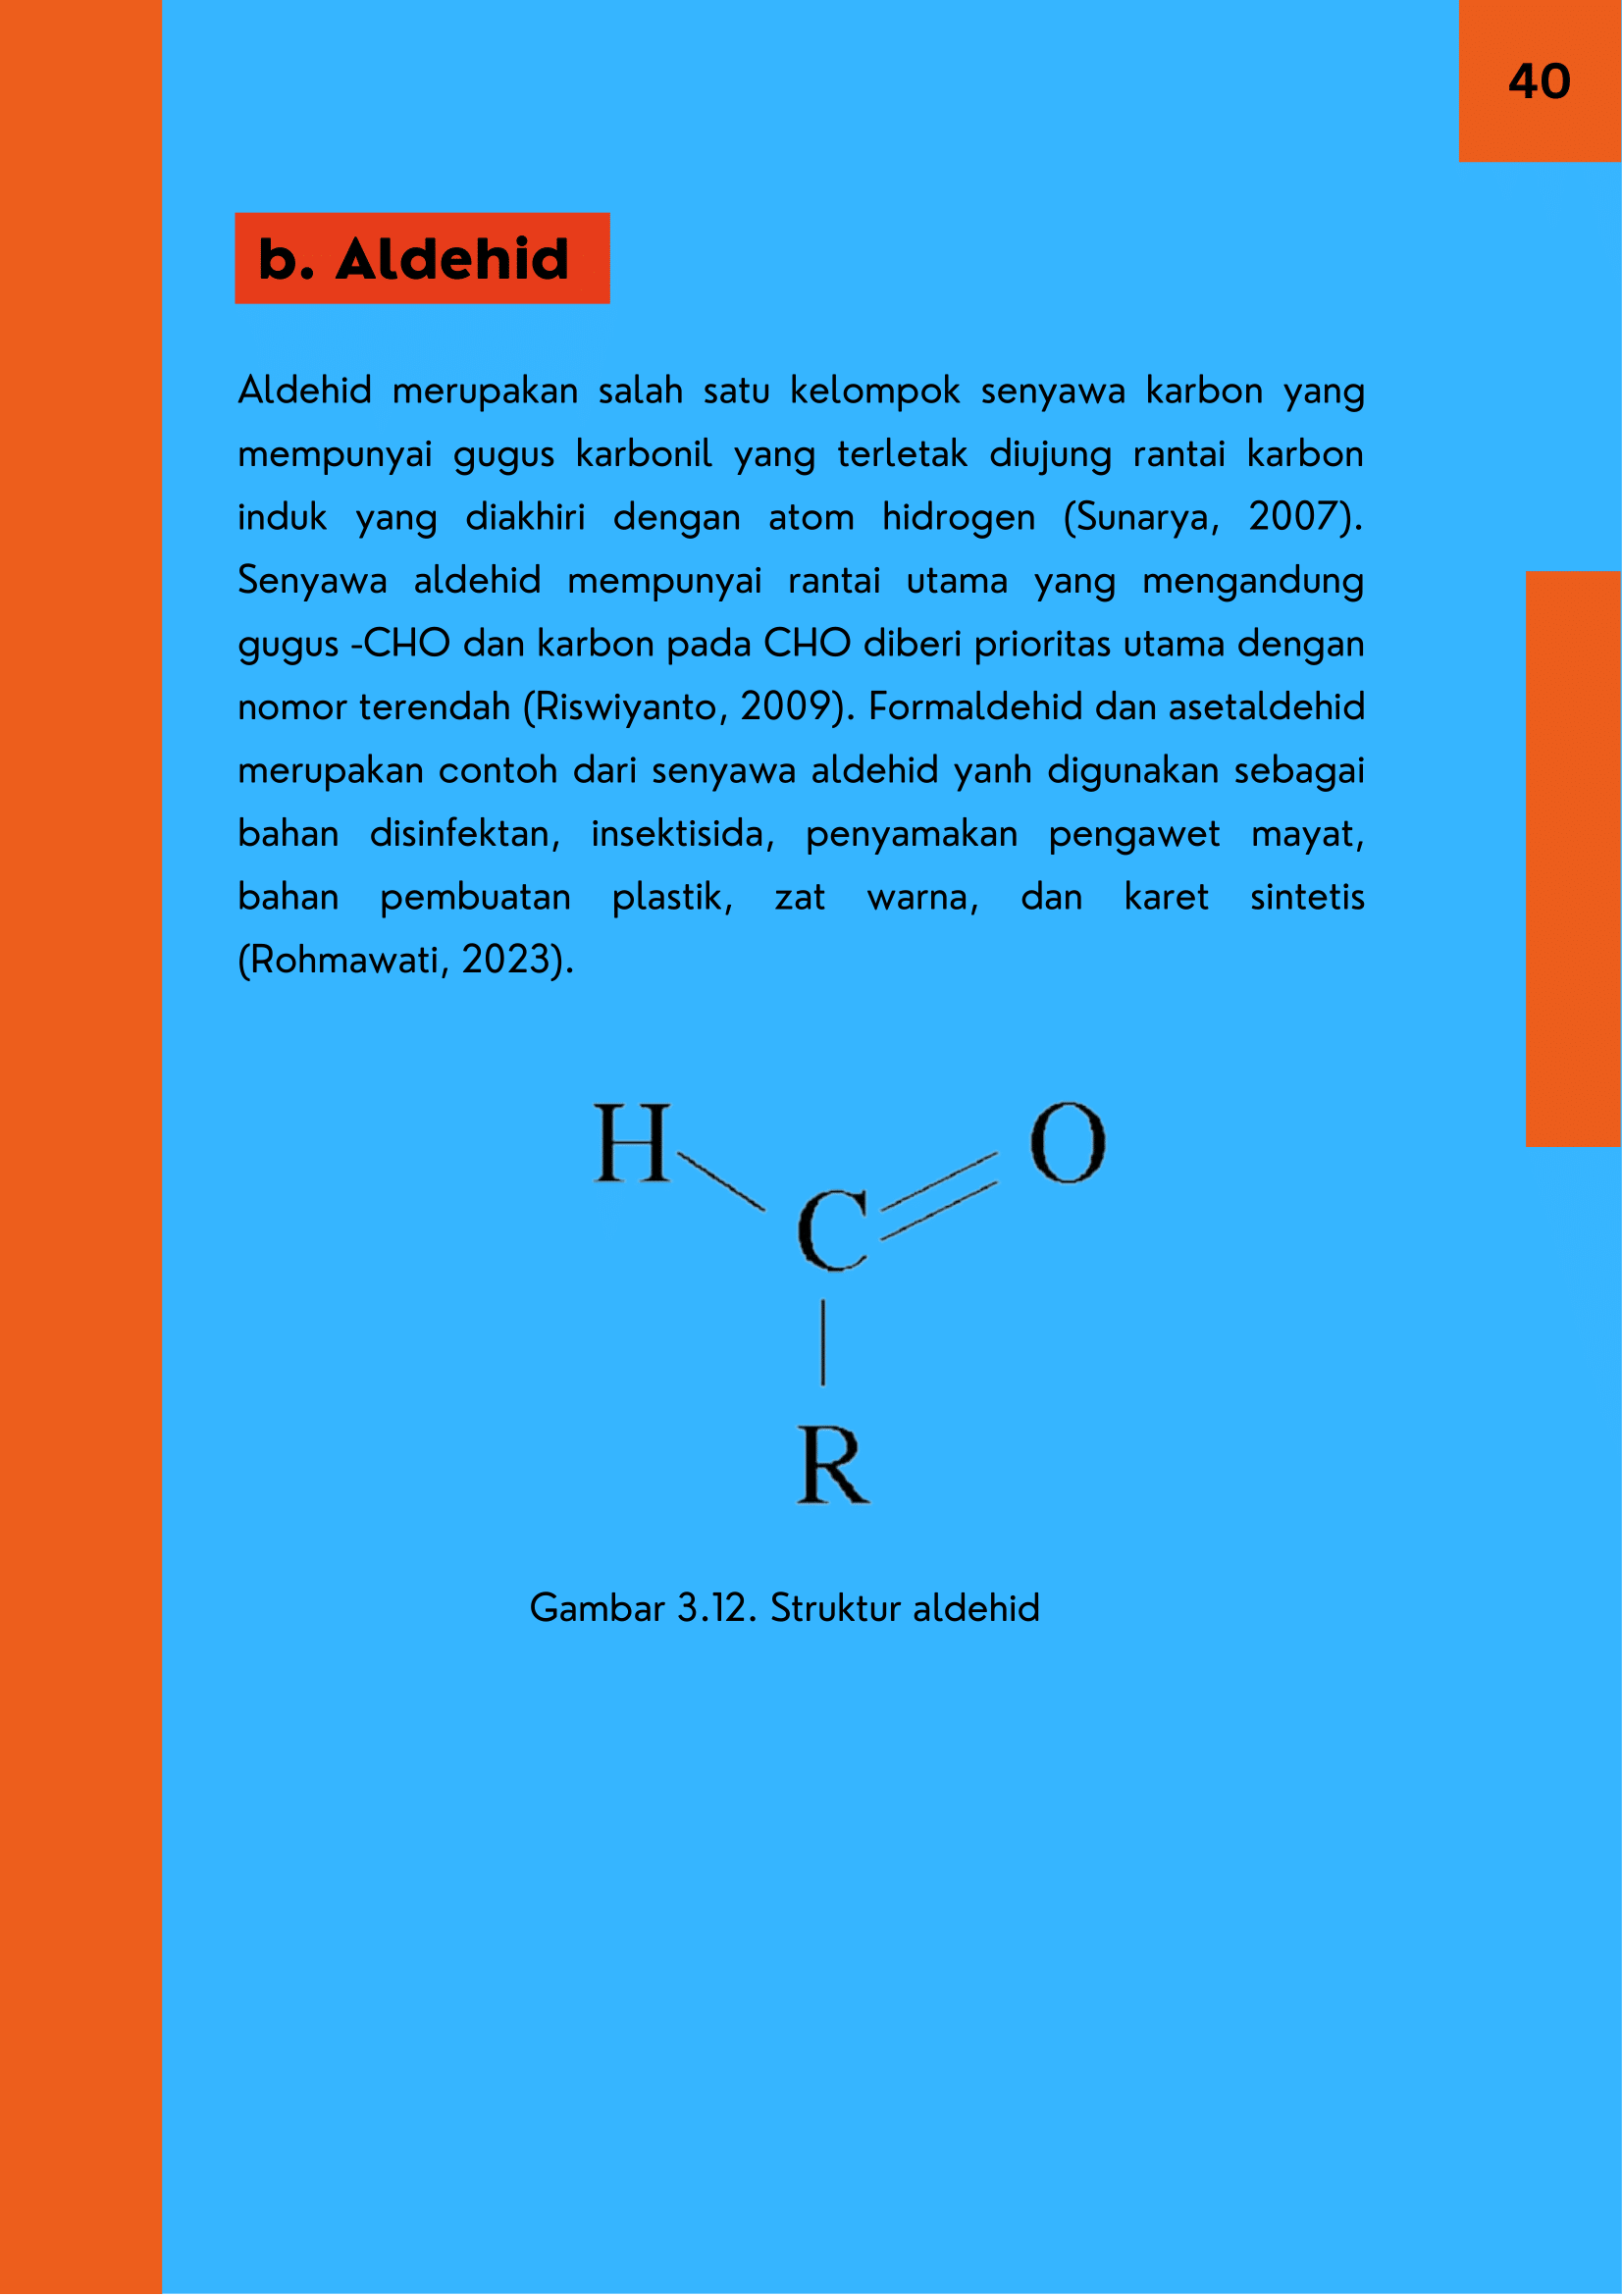 40
b. Aldehid
Aldehid merupakan salah satu kelompok senyawa karbon yang
mempunyai gugus karbonil yang terletak diujung rantai karbon
induk yang diakhiri dengan atom hidrogen (Sunarya, 2007).
Senyawa aldehid mempunyai rantai utama yang mengandung
gugus -CHO dan karbon pada CHO diberi prioritas utama dengan
nomor terendah (Riswiyanto, 2009). Formaldehid dan asetaldehid
merupakan contoh dari senyawa aldehid yanh digunakan sebagai
bahan disinfektan, insektisida, penyamakan pengawet mayat,
bahan pembuatan plastik, zat warna, dan karet sintetis
(Rohmawati, 2023).
H O
C
R
Gambar 3.12. Struktur aldehid